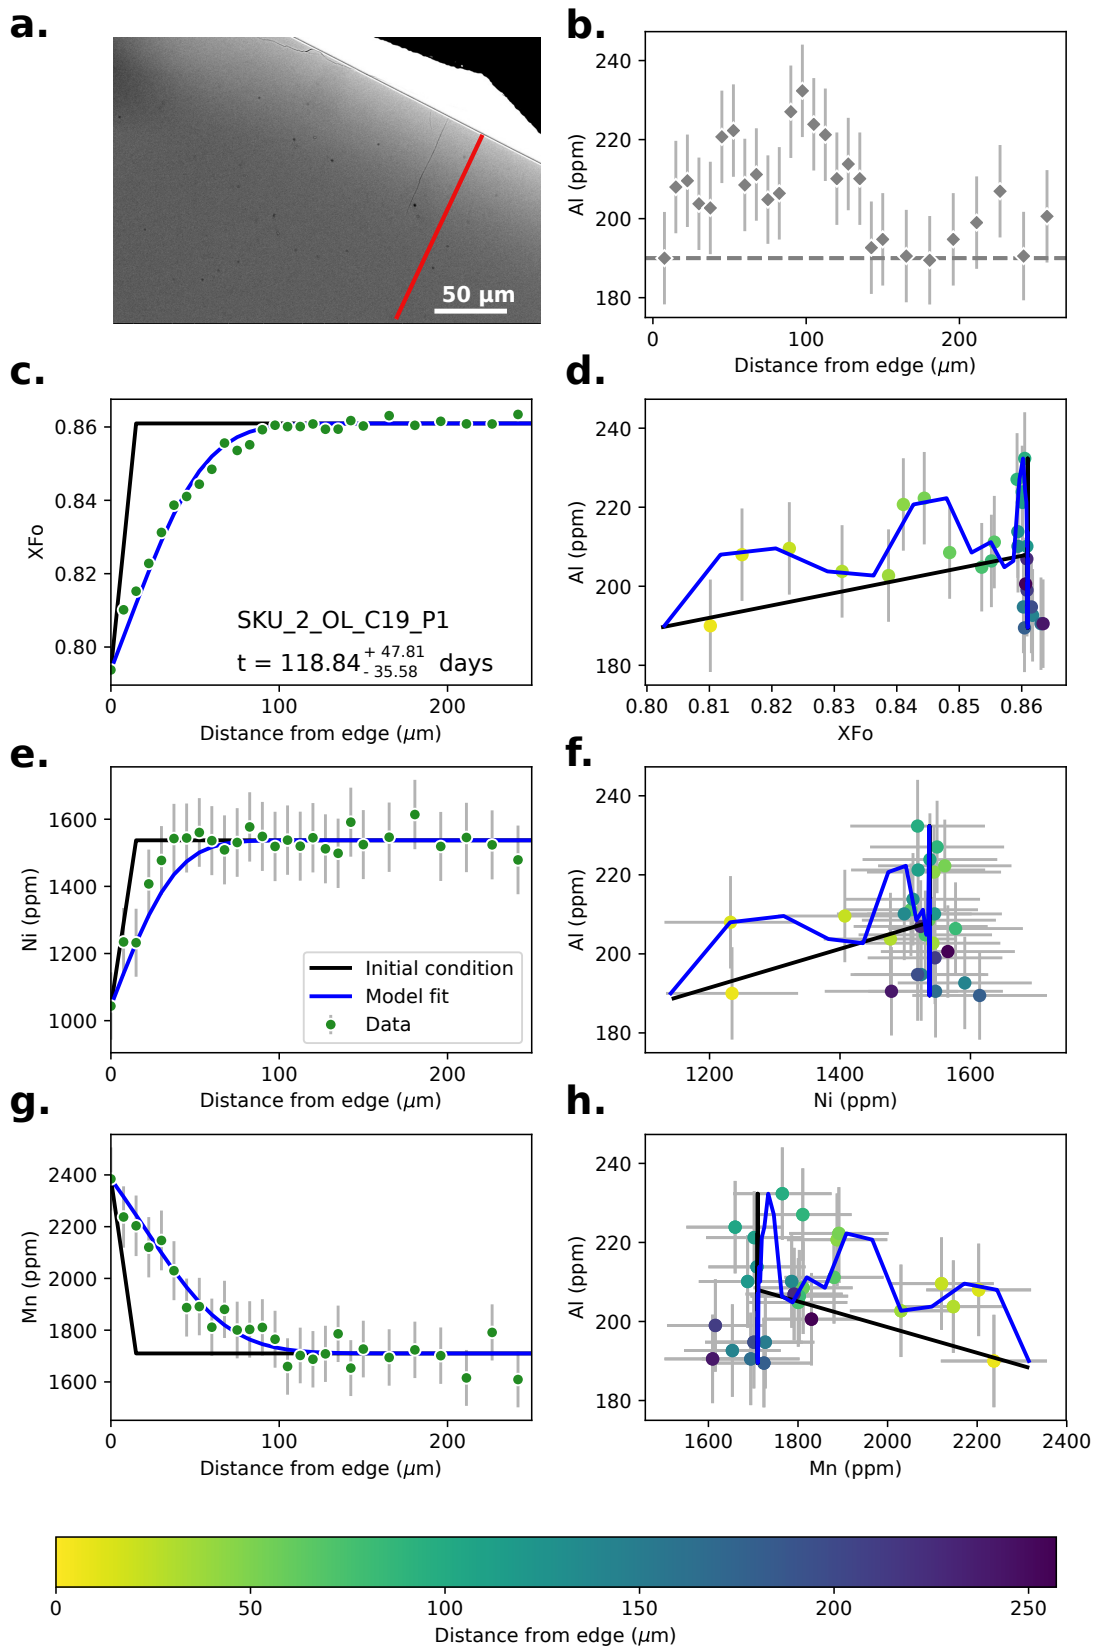 a.
50 μm
b.
240
220
200
180
Al (ppm)
0
100
200
Distance from edge (μm)
c.
0.86
0.84
0.82
0.80
XFo
SKU_2_OL_C19_P1
t = 118.84 + 47.81 - 35.58 days
0
100
200
Distance from edge (μm)
d.
240
220
200
180
Al (ppm)
0.80
0.81
0.82
0.83
0.84
0.85
0.86
XFo
e.
1600
1400
1200
1000
Ni (ppm)
Initial condition
Model fit
Data
0
100
200
Distance from edge (μm)
f.
240
220
200
180
Al (ppm)
1200
1400
1600
Ni (ppm)
g.
2400
2200
2000
1800
1600
Mn (ppm)
0
100
200
Distance from edge (μm)
h.
240
220
200
180
Al (ppm)
1600
1800
2000
2200
2400
Mn (ppm)
0
50
100
150
200
250
Distance from edge (μm)